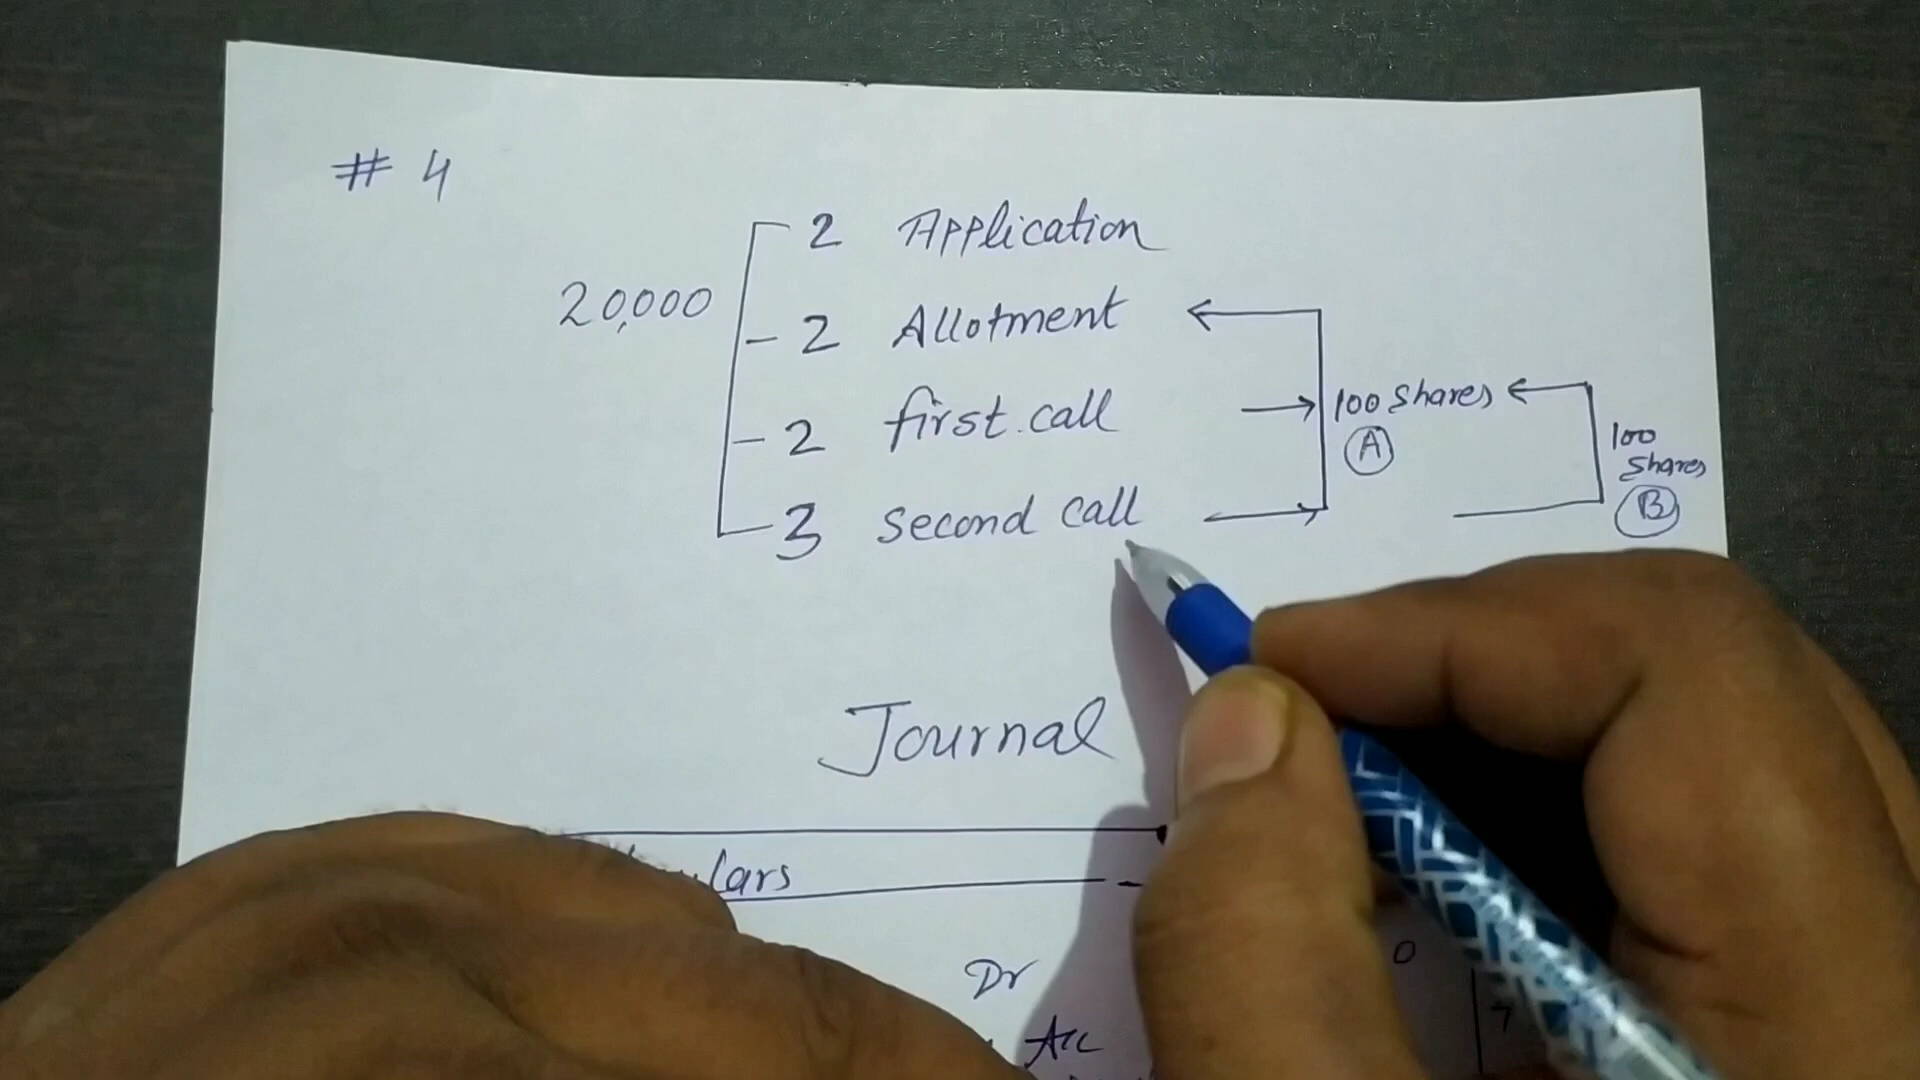 # 4
2 Application
20,000
2 Allotment
2 first call
100 Shares
A
100
Shares
B
3 Second Call
Journal
Dr
Acc